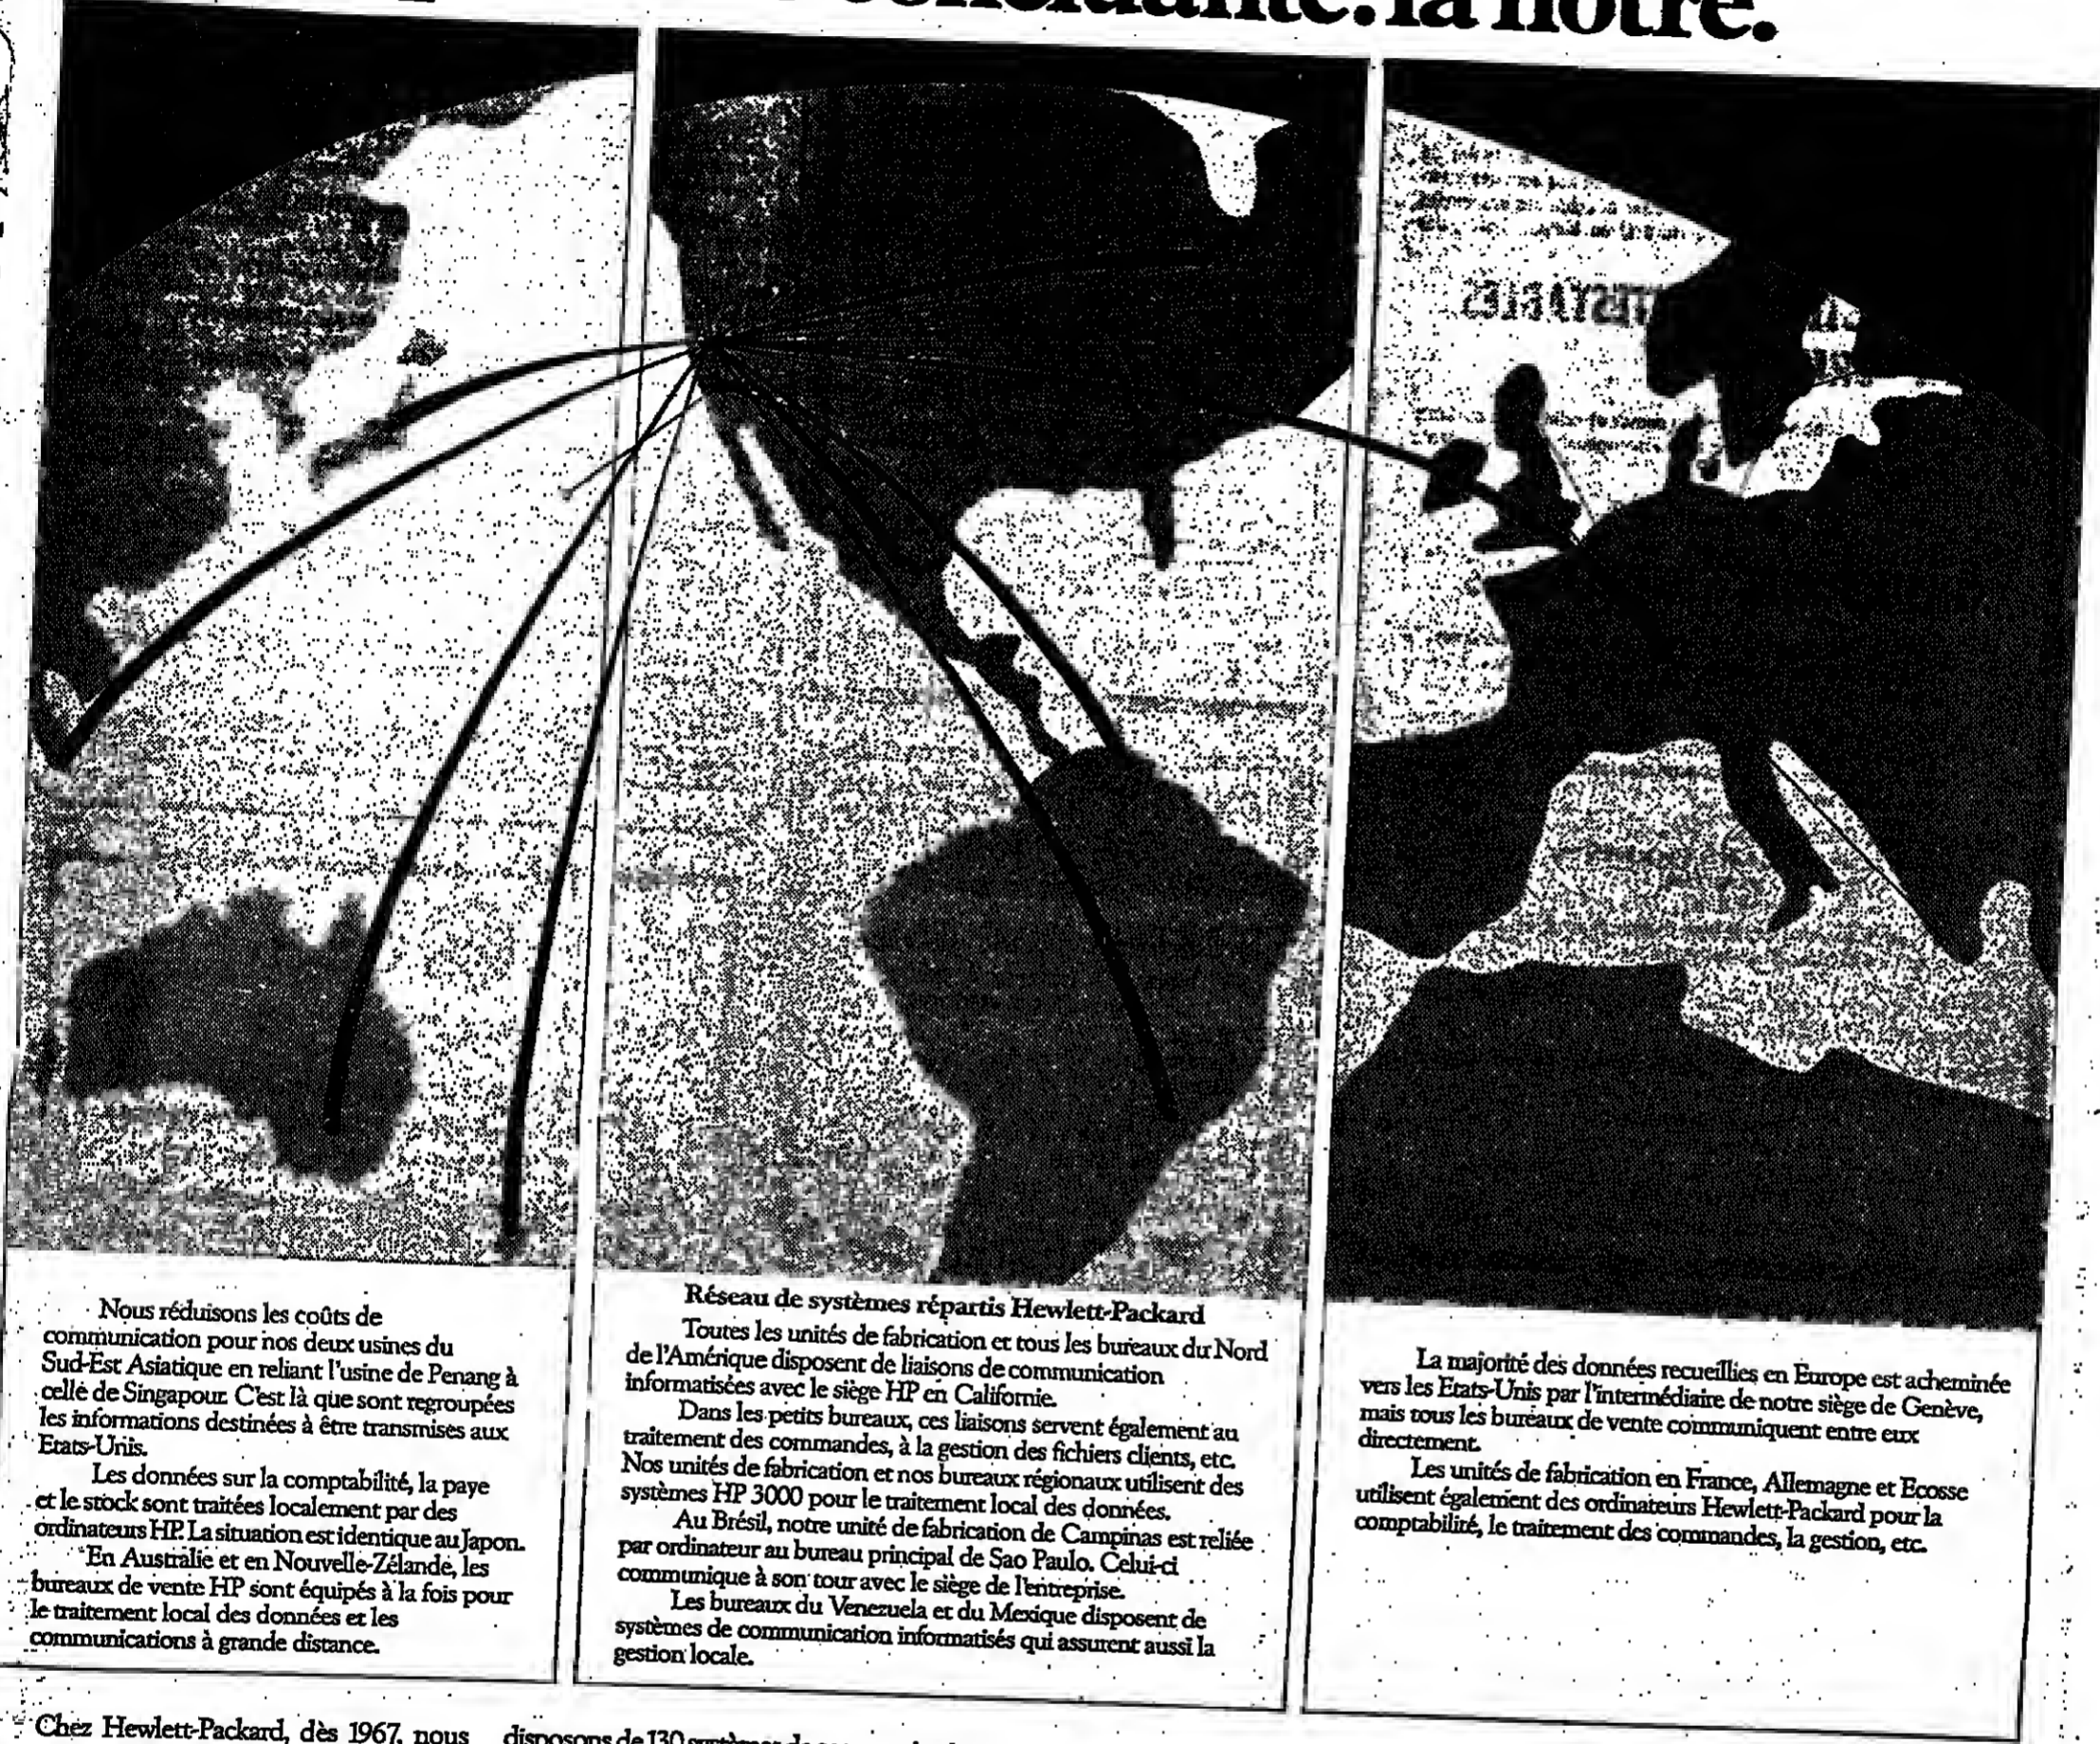 concluante: la nôtre.
Nous réduisons les coûts de
communication pour nos deux usines du
Sud-Est Asiatique en reliant l'usine de Penang à
celle de Singapour. C'est là que sont regroupées
les informations destinées à être transmises aux
Etats-Unis.
Les données sur la comptabilité, la paye
et le stock sont traitées localement par des
ordinateurs HP. La situation est identique au Japon.
En Australie et en Nouvelle-Zélande, les
bureaux de vente HP sont équipés à la fois pour
le traitement local des données et les
communications à grande distance.
Réseau de systèmes répartis Hewlett-Packard
Toutes les unités de fabrication et tous les bureaux du Nord
de l'Amérique disposent de liaisons de communication
informatisées avec le siège HP en Californie.
Dans les petits bureaux, ces liaisons servent également au
traitement des commandes, à la gestion des fichiers clients, etc.
Nos unités de fabrication et nos bureaux régionaux utilisent des
systèmes HP 3000 pour le traitement local des données.
Au Brésil, notre unité de fabrication de Campinas est reliée
par ordinateur au bureau principal de Sao Paulo. Celui-ci
communique à son tour avec le siège de l'entreprise.
Les bureaux du Venezuela et du Mexique disposent de
systèmes de communication informatisés qui assurent aussi la
gestion locale.
La majorité des données recueillies en Europe est acheminée
vers les Etats-Unis par l'intermédiaire de notre siège de Genève,
mais tous les bureaux de vente communiquent entre eux
directement.
Les unités de fabrication en France, Allemagne et Ecosse
utilisent également des ordinateurs Hewlett-Packard pour la
comptabilité, le traitement des commandes, la gestion, etc.
Chez Hewlett-Packard, dès 1967, nous
disposons de 130 systèmes de